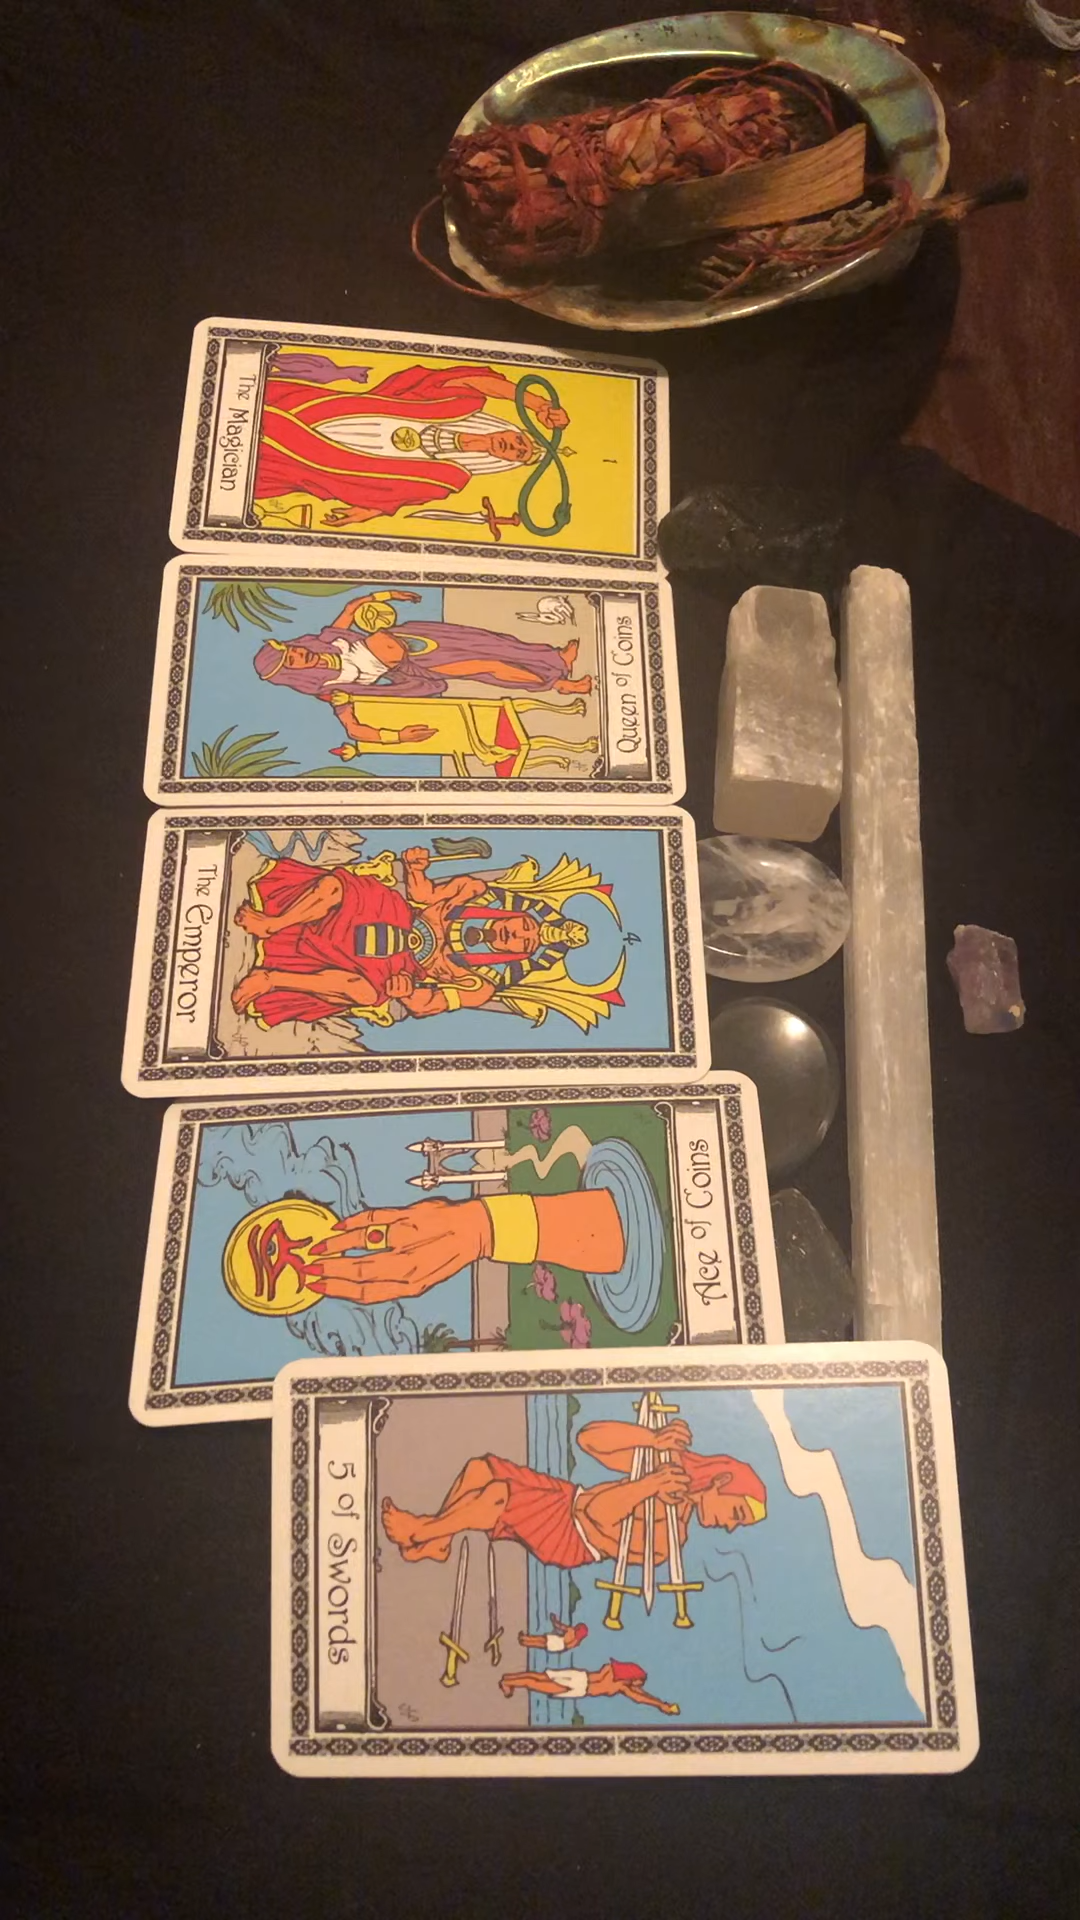 1
The Magician
Queen of Coins
4
The Emperor
Ace of Coins
5 of Swords